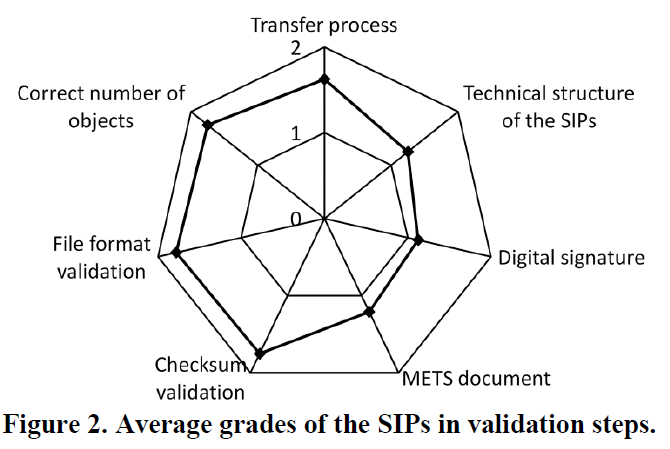 Transfer process
2
Correct number of
objects
Technical structure
of the SIPs
1
0
File format
validation
Digital signature
Checksum
validation
METS document
Figure 2. Average grades of the SIPs in validation steps.